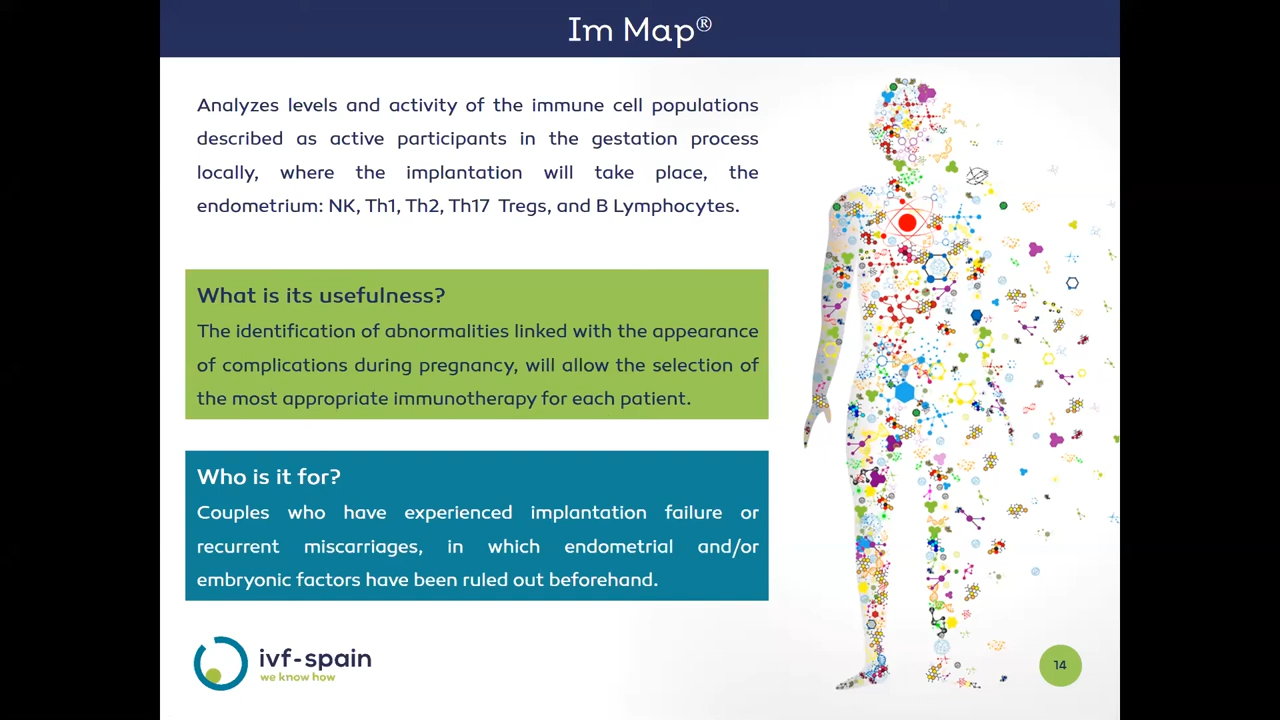 Im Map®
Analyzes levels and activity of the immune cell populations
described as active participants in the gestation process
locally, where the implantation will take place, the
endometrium: NK, Th1, Th2, Th17 Tregs, and B Lymphocytes.
What is its usefulness?
The identification of abnormalities linked with the appearance
of complications during pregnancy, will allow the selection of
the most appropriate immunotherapy for each patient.
Who is it for?
Couples who have experienced implantation failure or
recurrent miscarriages, in which endometrial and/or
embryonic factors have been ruled out beforehand.
ivf-spain
we know how
14